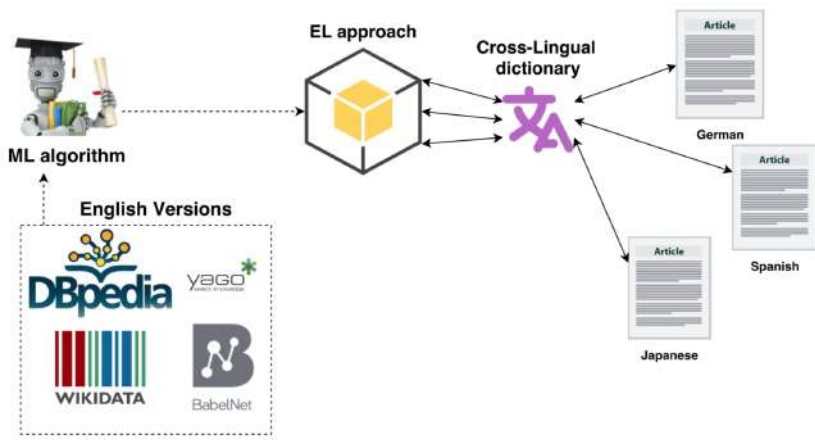 EL approach
Cross-Lingual
dictionary
Article
German
ML algorithm
English Versions
DBpedia
yAGO
WIKIDATA
BabelNet
Article
Spanish
Article
Japanese